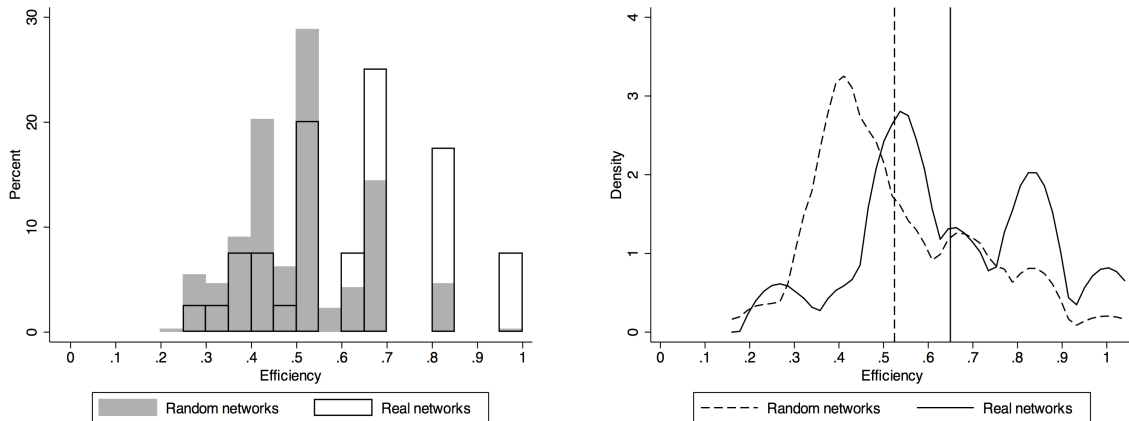 30
20
10
0
Percent
0 .1 .2 .3 .4 .5 .6 .7 .8 .9 1
Efficiency
Random networks Real networks
4
3
2
1
0
Density
0 .1 .2 .3 .4 .5 .6 .7 .8 .9 1
Efficiency
Random networks Real networks